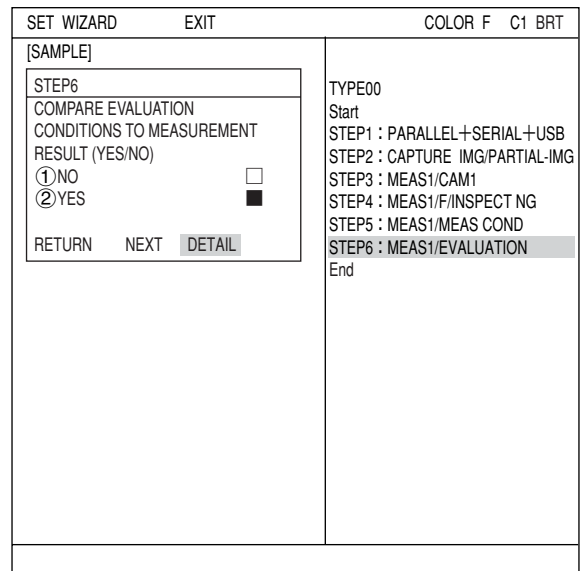 SET WIZARD EXIT COLOR F C1 BRT
[SAMPLE]
STEP6
COMPARE EVALUATION
CONDITIONS TO MEASUREMENT
RESULT (YES/NO)
①NO □
②YES ■
RETURN NEXT DETAIL
TYPE00
Start
STEP1：PARALLEL＋SERIAL＋USB
STEP2：CAPTURE IMG/PARTIAL-IMG
STEP3：MEAS1/CAM1
STEP4：MEAS1/F/INSPECT NG
STEP5：MEAS1/MEAS COND
STEP6：MEAS1/EVALUATION
End